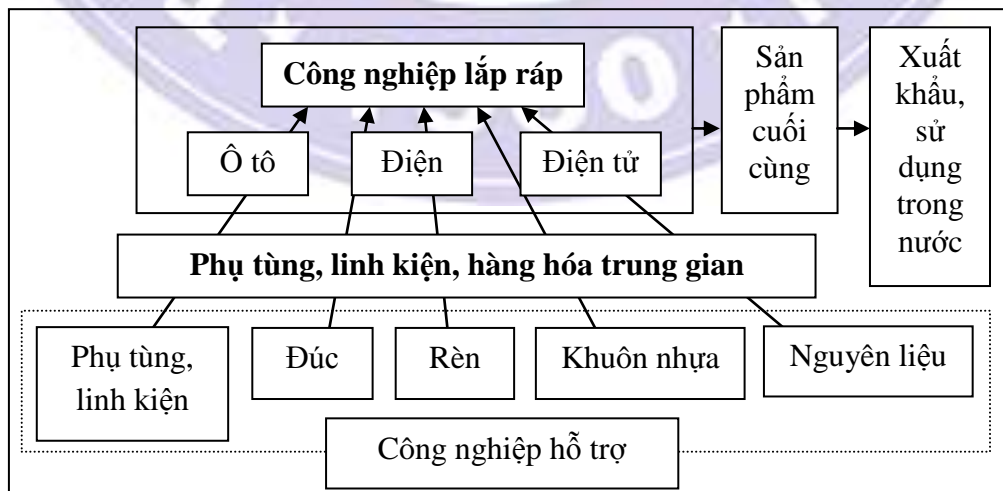 Công nghiệp lắp ráp
Ô tô
Điện
Điện tử
Sản
phẩm
cuối
cùng
Xuất
khẩu,
sử
dụng
trong
nước
Phụ tùng, linh kiện, hàng hóa trung gian
Phụ tùng,
linh kiện
Đúc
Rèn
Khuôn nhựa
Nguyên liệu
Công nghiệp hỗ trợ